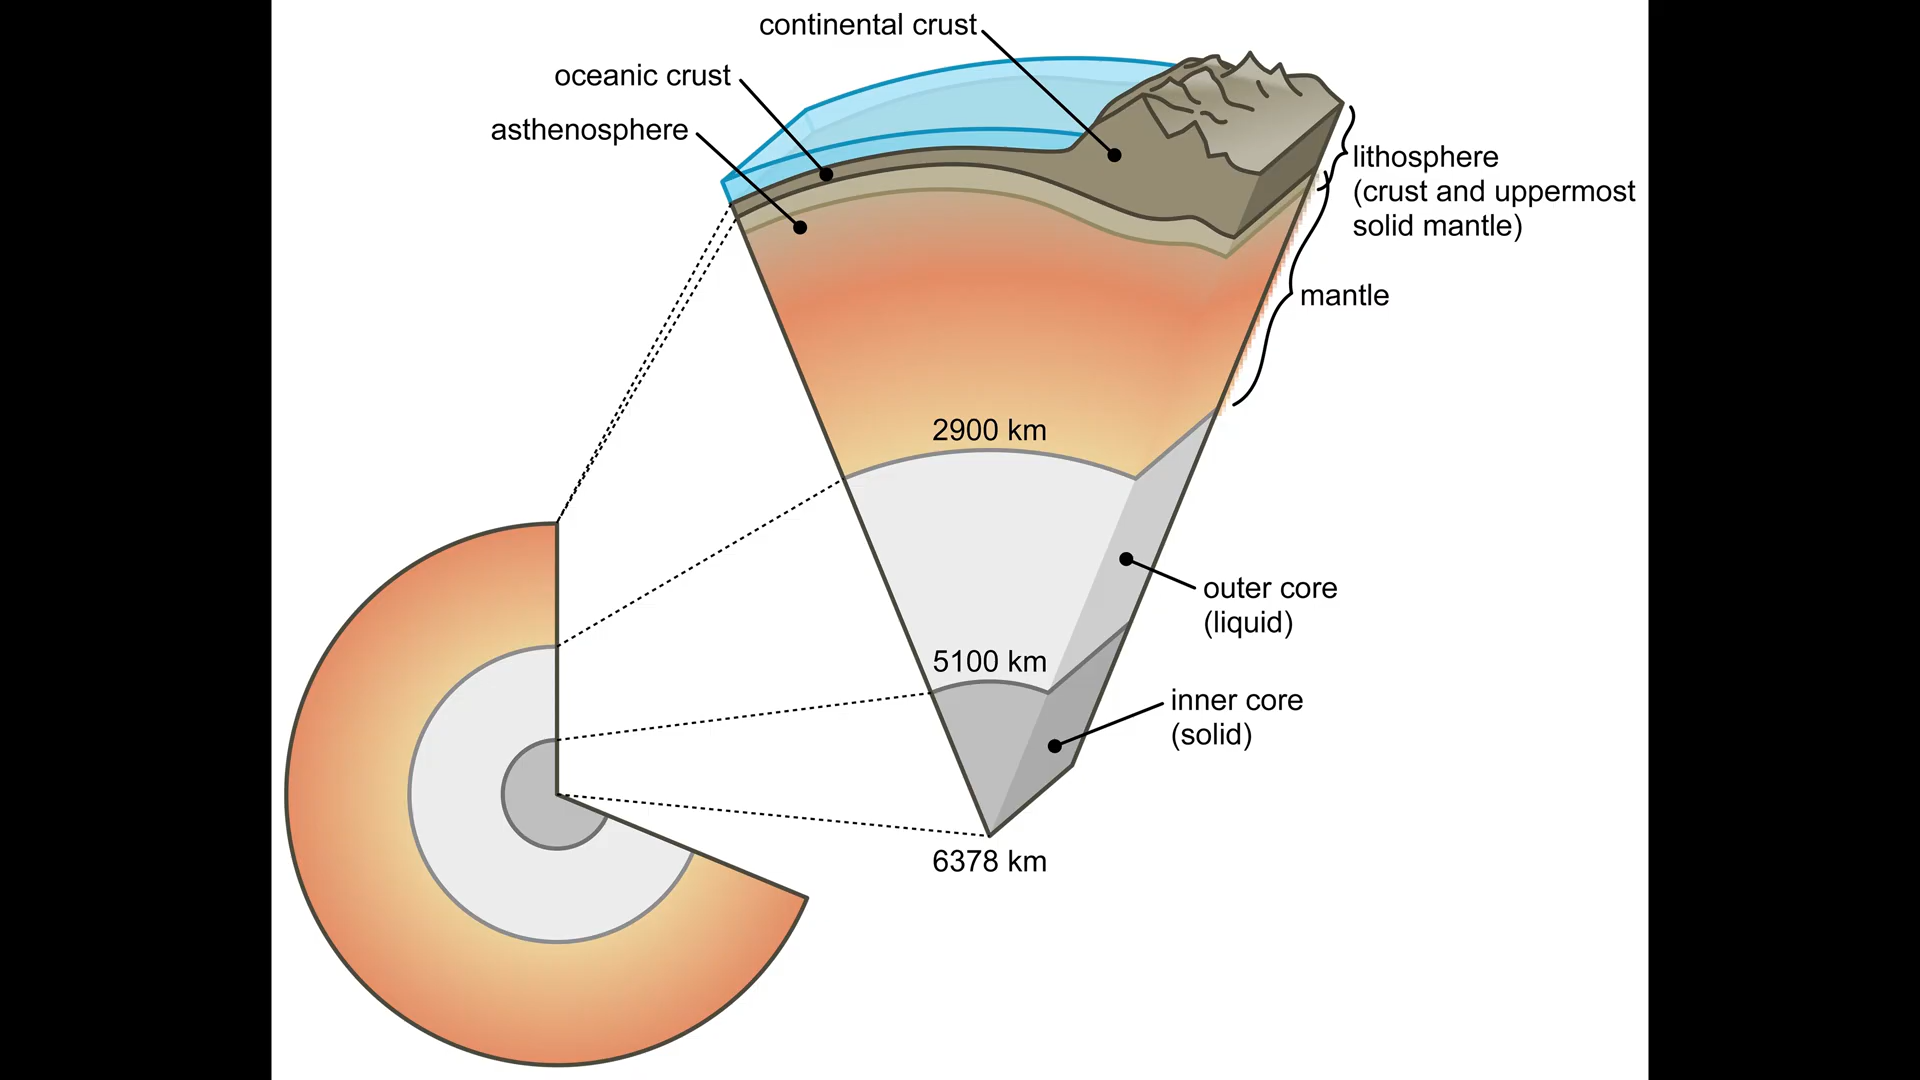 continental crust
oceanic crust
asthenosphere
lithosphere
(crust and uppermost
solid mantle)
mantle
2900 km
outer core
(liquid)
5100 km
inner core
(solid)
6378 km